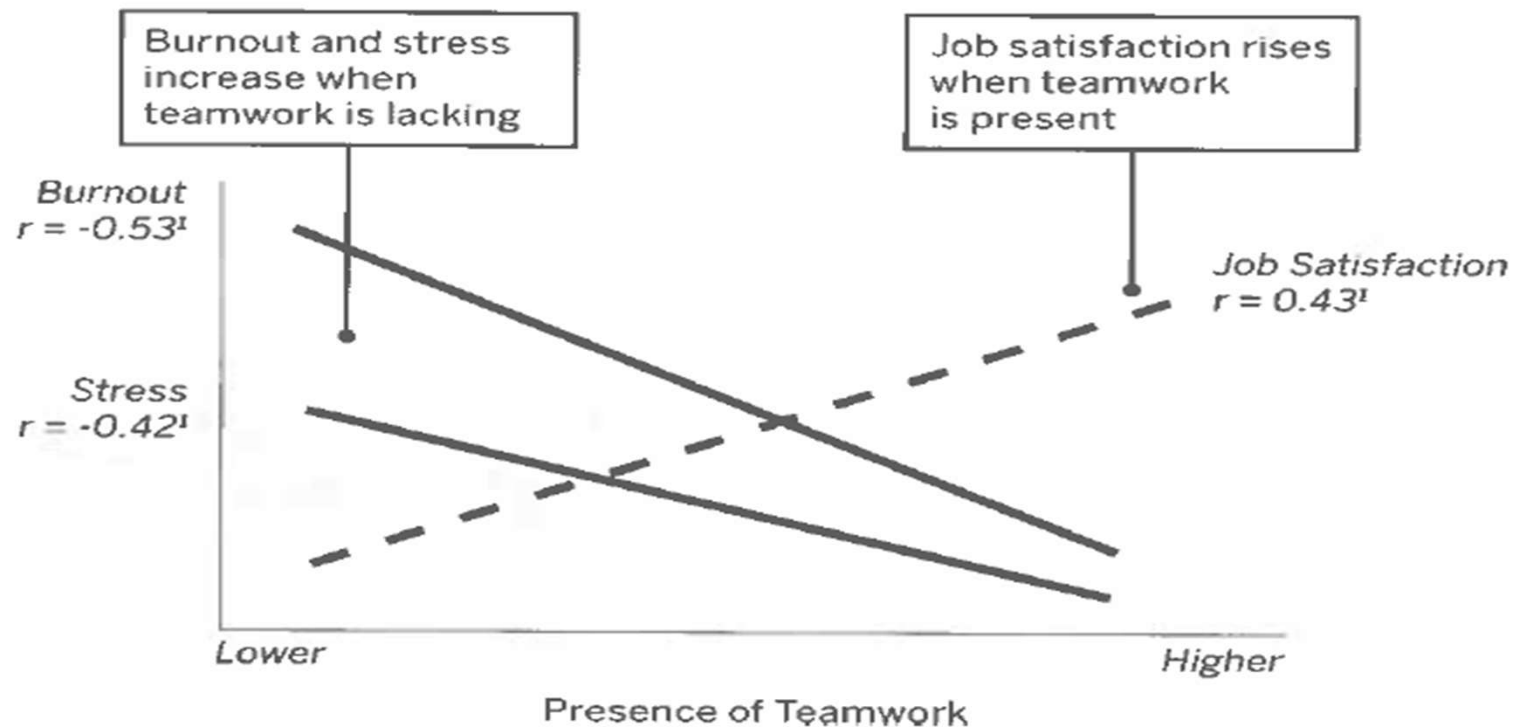 Burnout and stress
increase when
teamwork is lacking
Job satisfaction rises
when teamwork
is present
Burnout
r = -0.53¹
Job Satisfaction
r = 0.43¹
Stress
r = -0.42¹
Lower
Higher
Presence of Teamwork